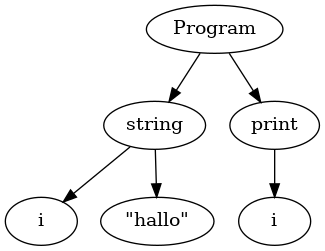 Program
string print
i "hallo" i